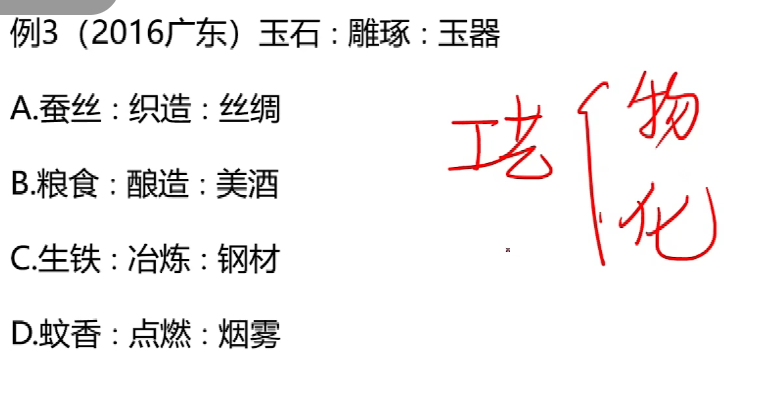 例3（2016广东）玉石：雕琢：玉器
A.蚕丝：织造：丝绸
B.粮食：酿造：美酒
C.生铁：冶炼：钢材
D.蚊香：点燃：烟雾
工艺
物
化